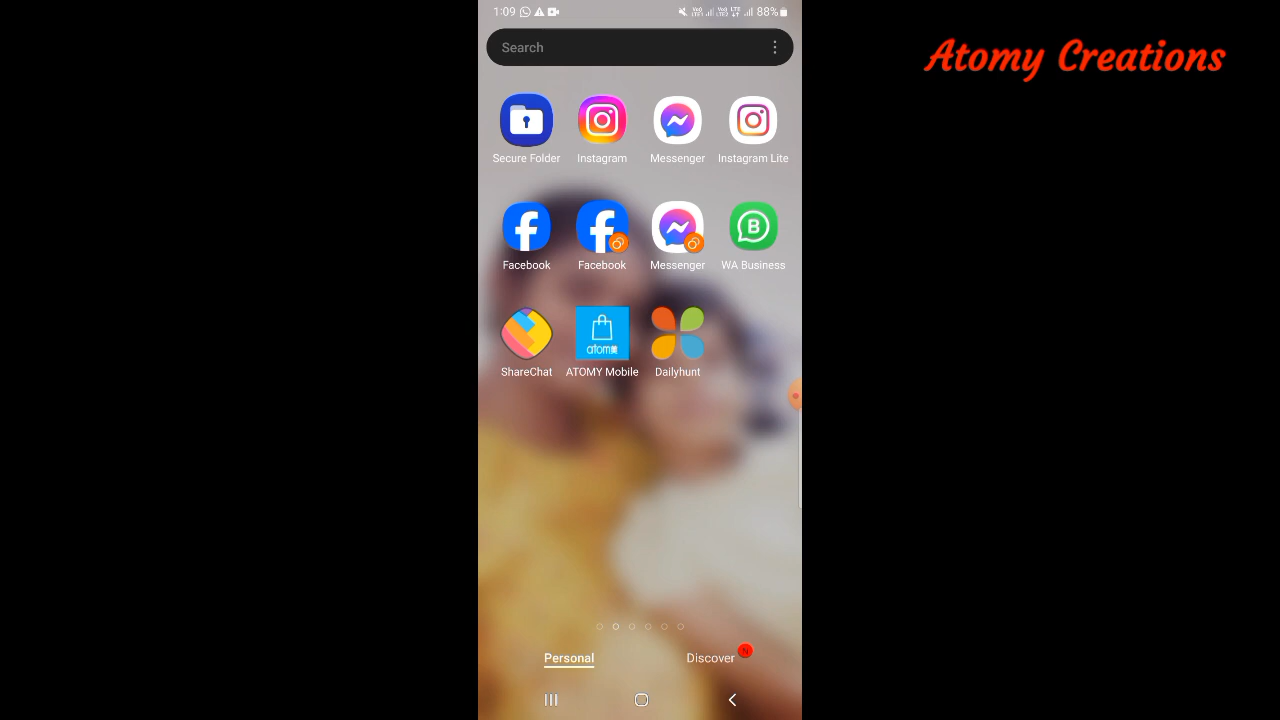 1:09
88%
Atomy Creations
Search
Secure Folder
Instagram
Messenger
Instagram Lite
Facebook
Facebook
Messenger
WA Business
B
ShareChat
ATOMY Mobile
Dailyhunt
Personal
Discover
N